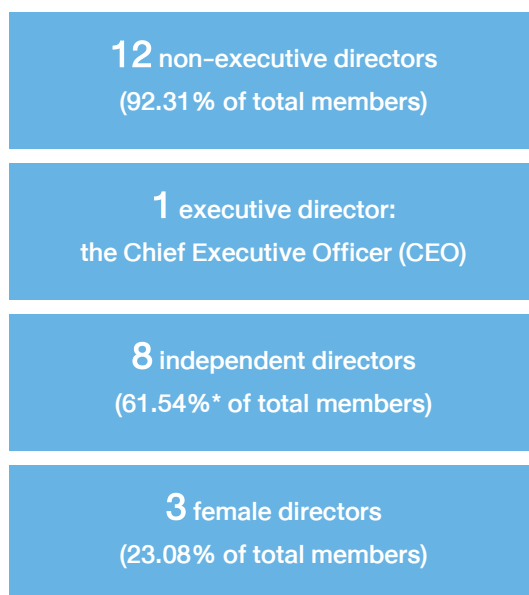 12 non-executive directors
(92.31% of total members)
1 executive director:
the Chief Executive Officer (CEO)
8 independent directors
(61.54%* of total members)
3 female directors
(23.08% of total members)